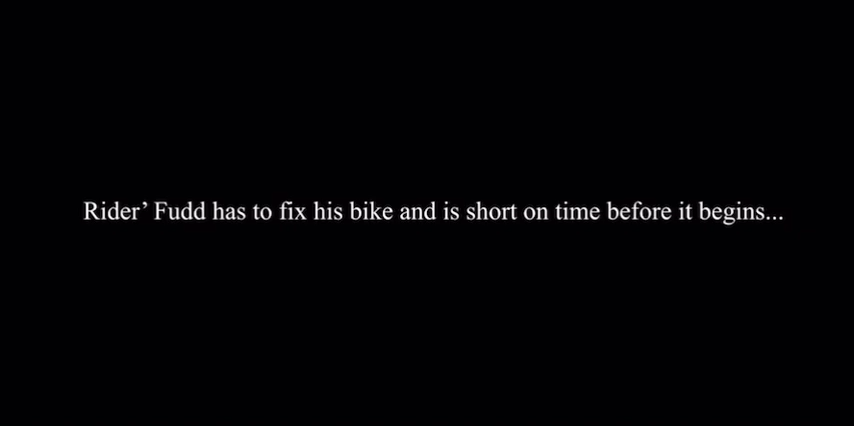 Rider’ Fudd has to fix his bike and is short on time before it begins...